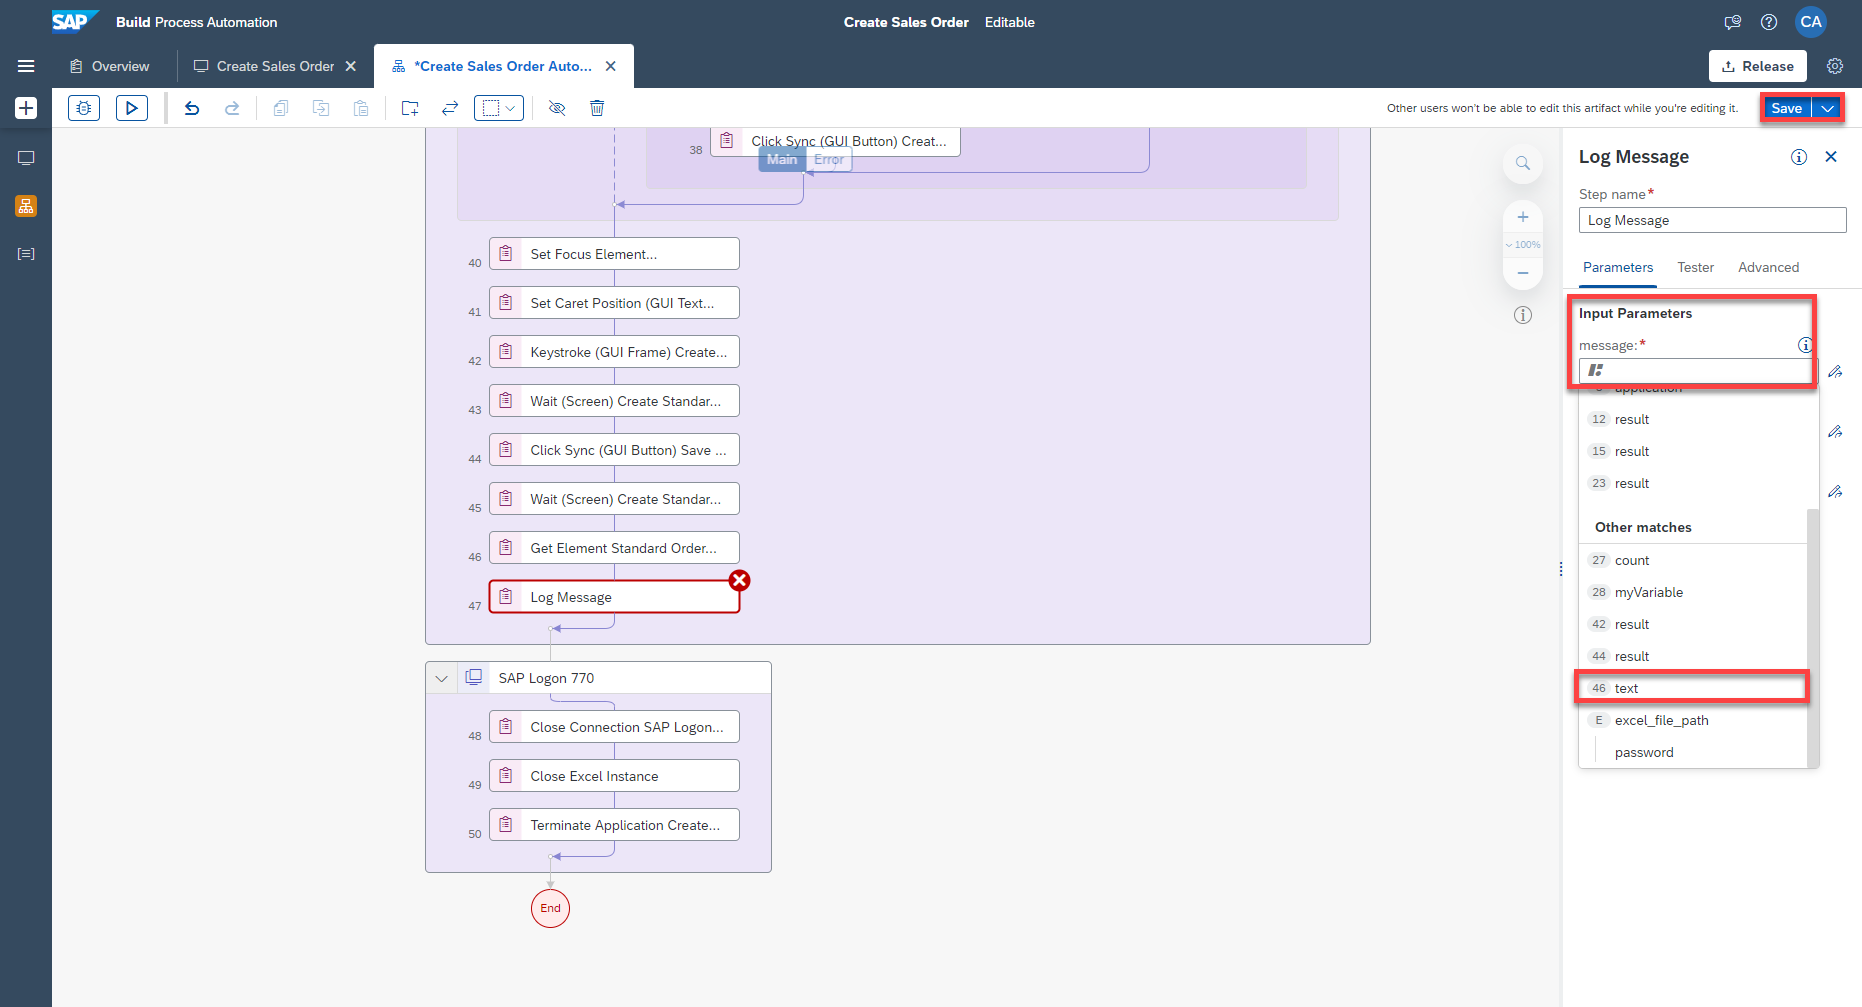 SAP Build Process Automation
Create Sales Order Editable
CA
Overview
Create Sales Order
*Create Sales Order Auto...
Release
Other users won't be able to edit this artifact while you're editing it.
Save
38 Click Sync (GUI Button) Creat...
Main Error
40 Set Focus Element...
41 Set Caret Position (GUI Text...
42 Keystroke (GUI Frame) Create...
43 Wait (Screen) Create Standar...
44 Click Sync (GUI Button) Save ...
45 Wait (Screen) Create Standar...
46 Get Element Standard Order...
47 Log Message
SAP Logon 770
48 Close Connection SAP Logon...
49 Close Excel Instance
50 Terminate Application Create...
End
100%
Log Message
Step name*
Log Message
Parameters Tester Advanced
Input Parameters
message:*
application
12 result
15 result
23 result
Other matches
27 count
28 myVariable
42 result
44 result
46 text
E excel_file_path
password